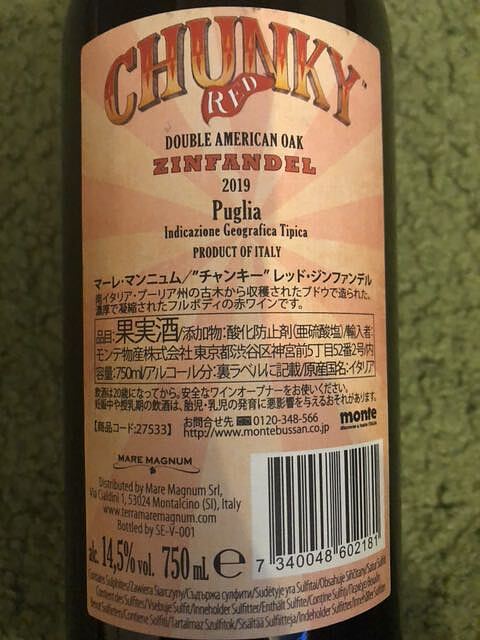 CHUNKY
RED
DOUBLE AMERICAN OAK
ZINFANDEL
2019
Puglia
Indicazione Geografica Tipica
PRODUCT OF ITALY
マーレ・マンニュム/"チャンキー" レッド・ジンファンデル
南イタリア・プーリア州の古木から収穫されたブドウで造られた、
濃厚で凝縮されたフルボディの赤ワインです。
品目:果実酒/添加物:酸化防止剤(亜硫酸塩)/輸入者:
モンテ物産株式会社 東京都渋谷区神宮前5丁目52番2号/内
容量:750ml/アルコール分:裏ラベルに記載/原産国名:イタリア
飲酒は20歳になってから。安全なワインオープナーをお使いください。
妊娠中や授乳期の飲酒は、胎児・乳児の発育に悪影響を与えるおそれがあります。
【商品コード:27533】 お問合せ先 0120-348-566
http://www.montebussan.co.jp
monte
MARE MAGNUM
Distributed by Mare Magnum Srl,
Via Cialdini 1, 53024 Montalcino (SI), Italy
www.terramaremagnum.com
Bottled by SE-V-001
alc. 14,5% vol. 750 mL e
7 340048 602181